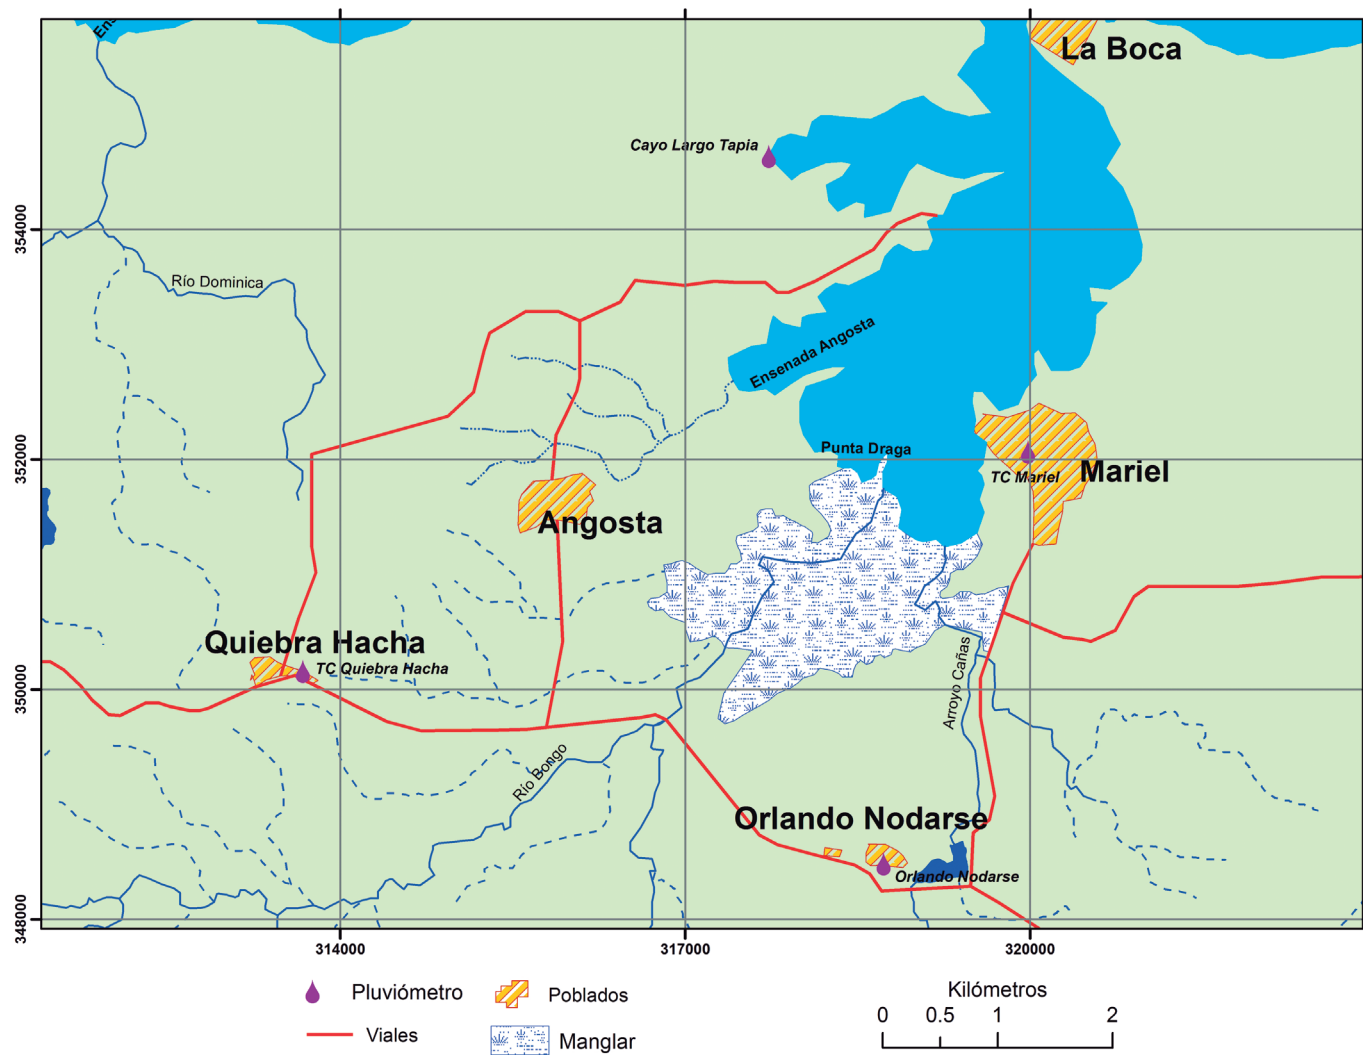 Ens
La Boca
Cayo Largo Tapia
354000
Río Dominica
Ensenada Angosta
352000
Punta Draga
TC Mariel
Mariel
Angosta
Quiebra Hacha
TC Quiebra Hacha
350000
Arroyo Cañas
Río Bongo
Orlando Nodarse
Orlando Nodarse
348000
314000
317000
320000
Pluviómetro
Poblados
Viales
Manglar
Kilómetros
0 0.5 1 2